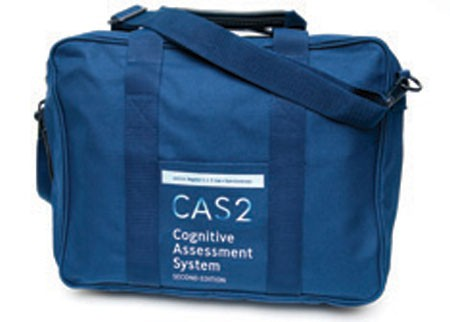 CAS2
Cognitive
Assessment
System
SECOND EDITION